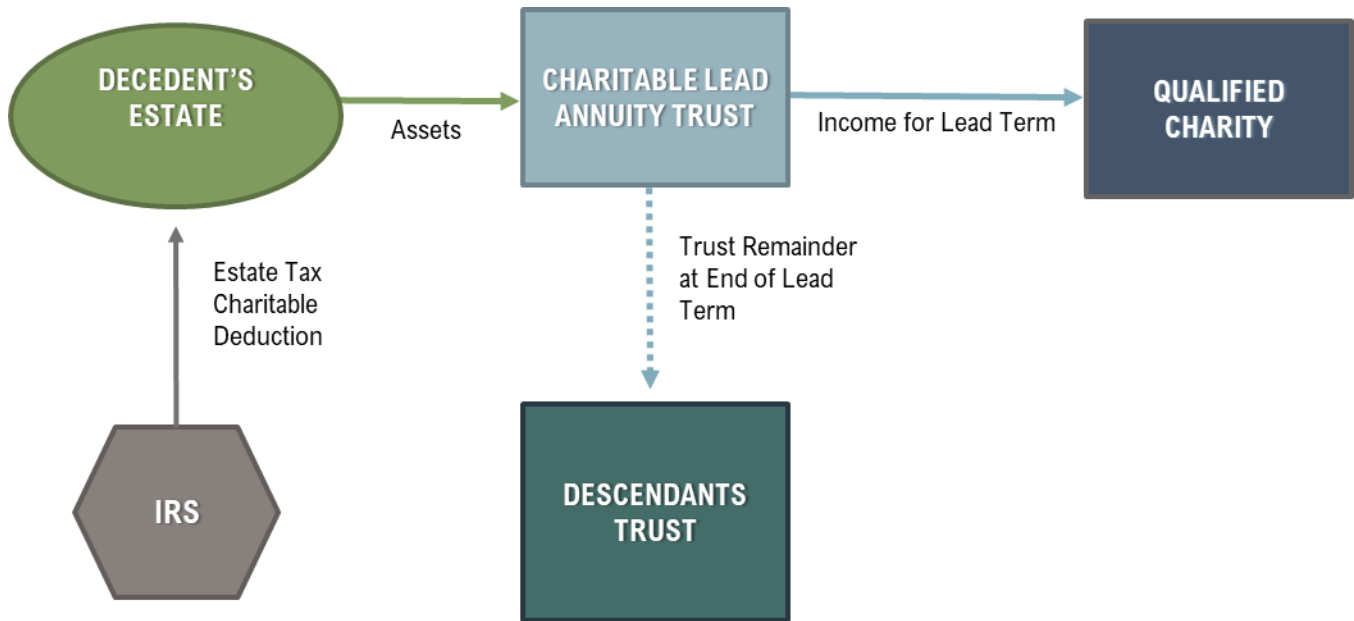 DECEDENT'S
ESTATE
Assets
CHARITABLE LEAD
ANNUITY TRUST
Income for Lead Term
QUALIFIED
CHARITY
Estate Tax
Charitable
Deduction
Trust Remainder
at End of Lead
Term
IRS
DESCENDANTS
TRUST